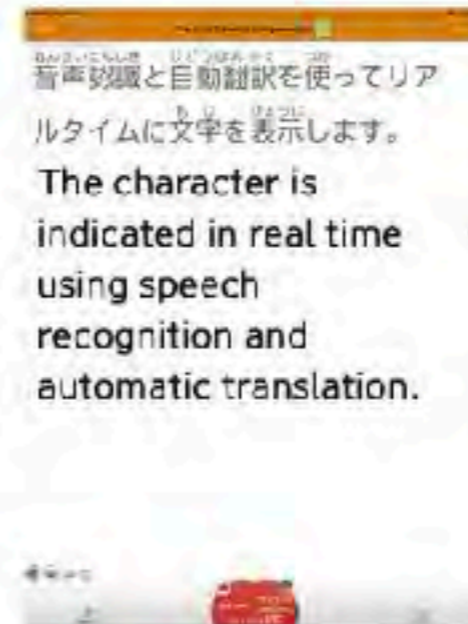 音声認識と自動翻訳を使ってリア
ルタイムに文字を表示します。
The character is
indicated in real time
using speech
recognition and
automatic translation.